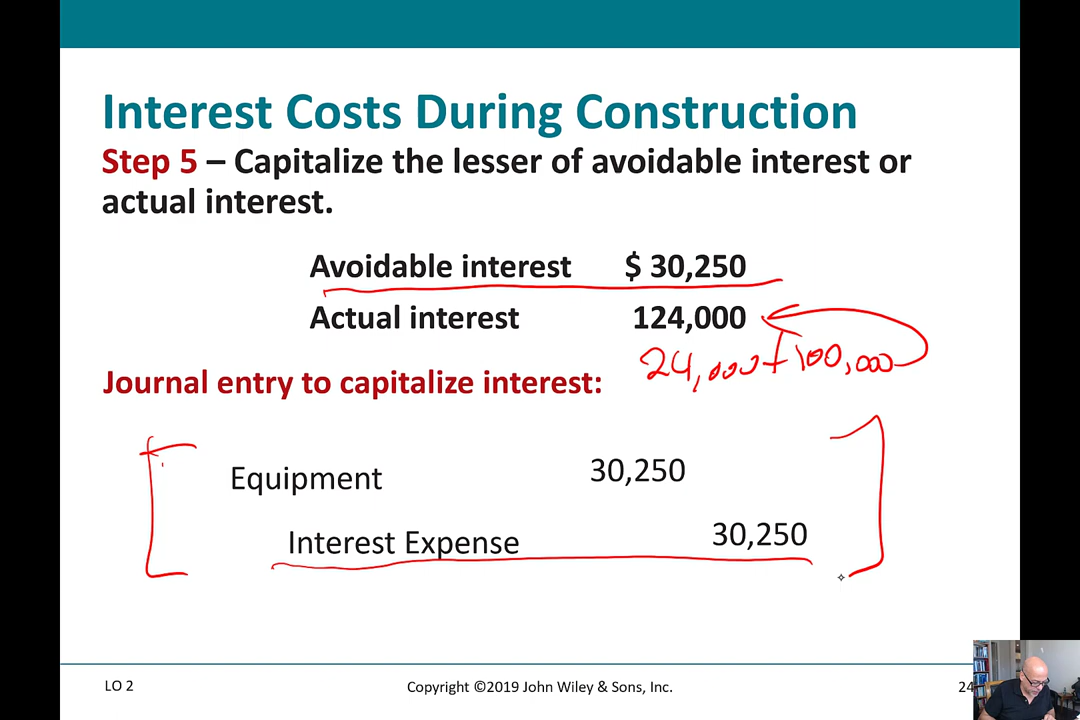 Interest Costs During Construction
Step 5 – Capitalize the lesser of avoidable interest or
actual interest.
Avoidable interest $ 30,250
Actual interest 124,000
24,000+100,000
Journal entry to capitalize interest:
Equipment 30,250
Interest Expense 30,250
LO 2 Copyright ©2019 John Wiley & Sons, Inc. 24